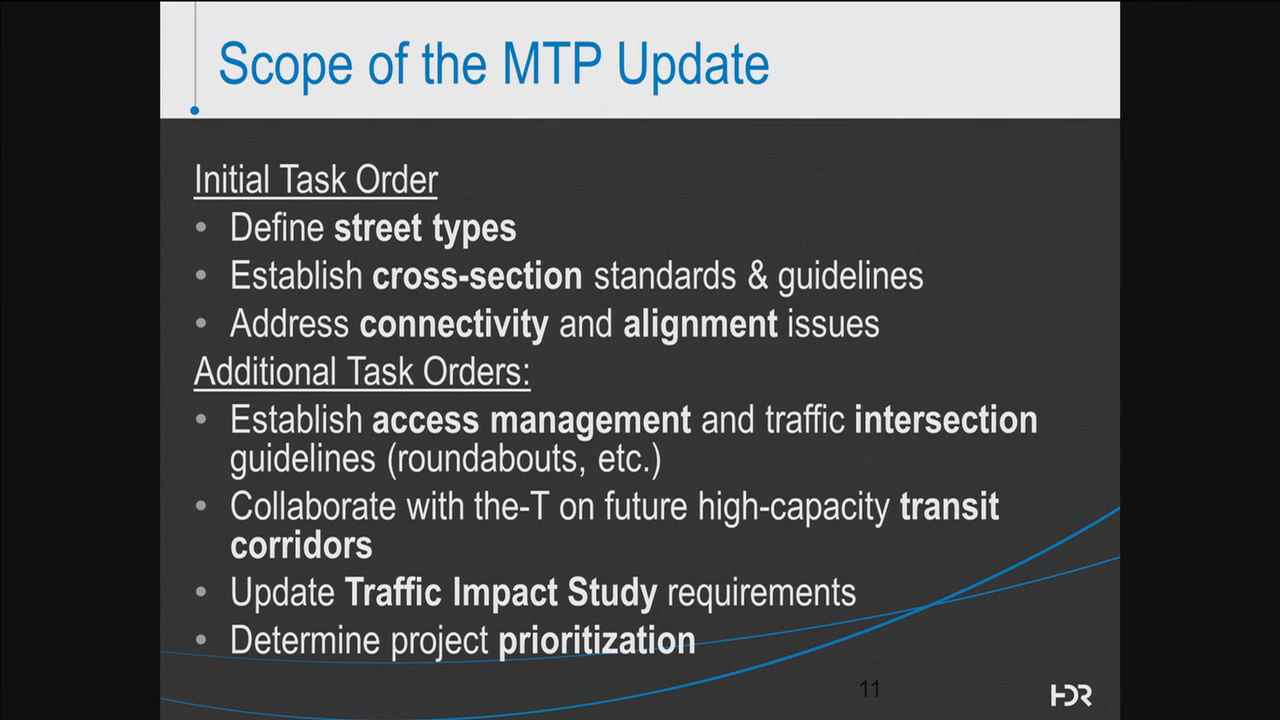 Scope of the MTP Update
Initial Task Order
• Define street types
• Establish cross-section standards & guidelines
• Address connectivity and alignment issues
Additional Task Orders:
• Establish access management and traffic intersection
guidelines (roundabouts, etc.)
• Collaborate with the-T on future high-capacity transit
corridors
• Update Traffic Impact Study requirements
• Determine project prioritization
11
HDR